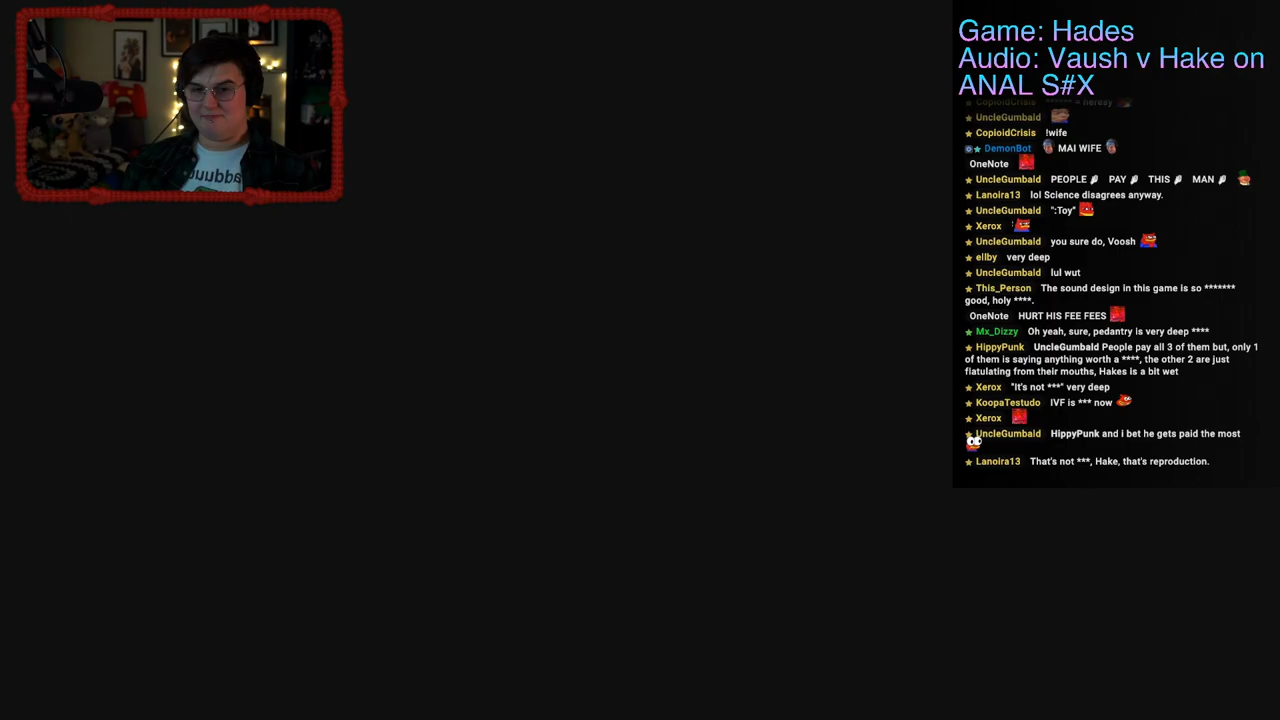 Game: Hades
Audio: Vaush v Hake on
ANAL S#X
CopioidCrisis ****** = heresy
UncleGumbald
CopioidCrisis !wife
DemonBot MAI WIFE
OneNote
UncleGumbald PEOPLE PAY THIS MAN
Lanoira13 lol Science disagrees anyway.
UncleGumbald ":Toy"
Xerox
UncleGumbald you sure do, Voosh
ellby very deep
UncleGumbald lul wut
This_Person The sound design in this game is so *******
good, holy ****.
OneNote HURT HIS FEE FEES
Mx_Dizzy Oh yeah, sure, pedantry is very deep ****
HippyPunk UncleGumbald People pay all 3 of them but, only 1
of them is saying anything worth a ****, the other 2 are just
flatulating from their mouths, Hakes is a bit wet
Xerox "It's not ***" very deep
KoopaTestudo IVF is *** now
Xerox
UncleGumbald HippyPunk and i bet he gets paid the most
Lanoira13 That's not ***, Hake, that's reproduction.